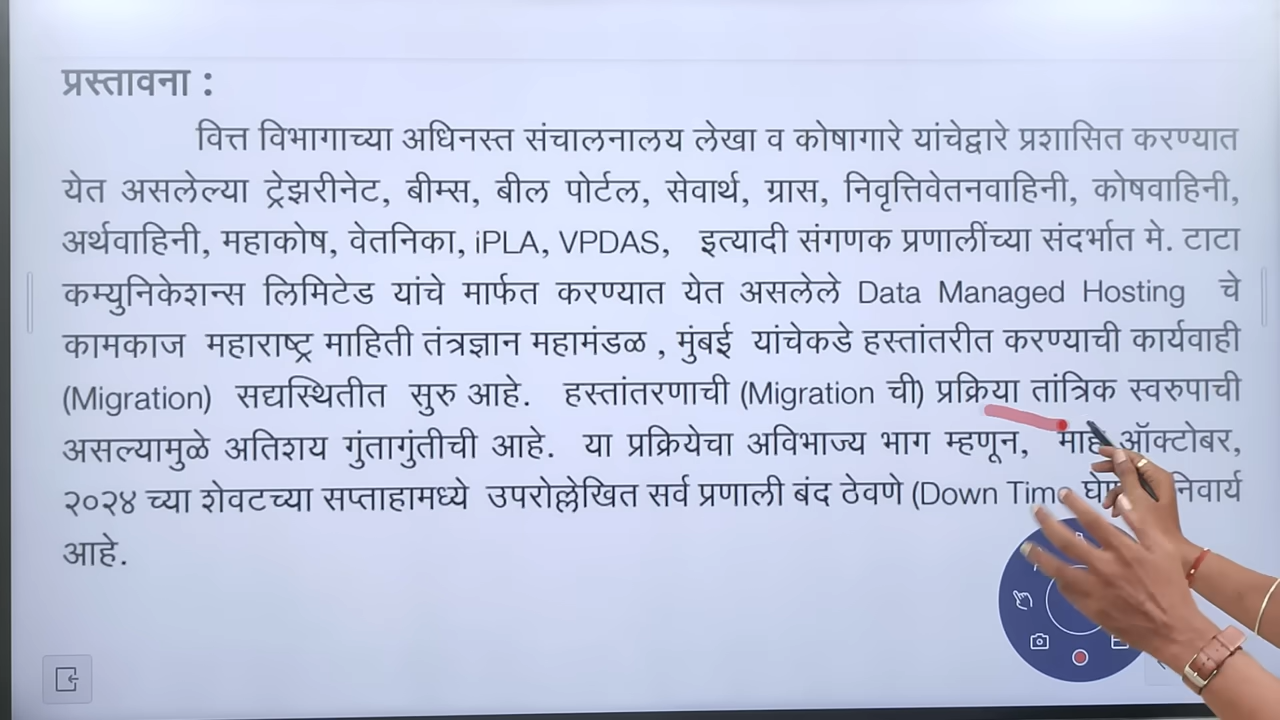 प्रस्तावना :
वित्त विभागाच्या अधिनस्त संचालनालय लेखा व कोषागारे यांचेद्वारे प्रशासित करण्यात
येत असलेल्या ट्रेझरीनेट, बीम्स, बील पोर्टल, सेवार्थ, ग्रास, निवृत्तिवेतनवाहिनी, कोषवाहिनी,
अर्थवाहिनी, महाकोष, वेतनिका, iPLA, VPDAS, इत्यादी संगणक प्रणालींच्या संदर्भात मे. टाटा
कम्युनिकेशन्स लिमिटेड यांचे मार्फत करण्यात येत असलेले Data Managed Hosting चे
कामकाज महाराष्ट्र माहिती तंत्रज्ञान महामंडळ , मुंबई यांचेकडे हस्तांतरीत करण्याची कार्यवाही
(Migration) सद्यस्थितीत सुरु आहे. हस्तांतरणाची (Migration ची) प्रक्रिया तांत्रिक स्वरुपाची
असल्यामुळे अतिशय गुंतागुंतीची आहे. या प्रक्रियेचा अविभाज्य भाग म्हणून, माहे ऑक्टोबर,
२०२४ च्या शेवटच्या सप्ताहामध्ये उपरोल्लेखित सर्व प्रणाली बंद ठेवणे (Down
आहे.